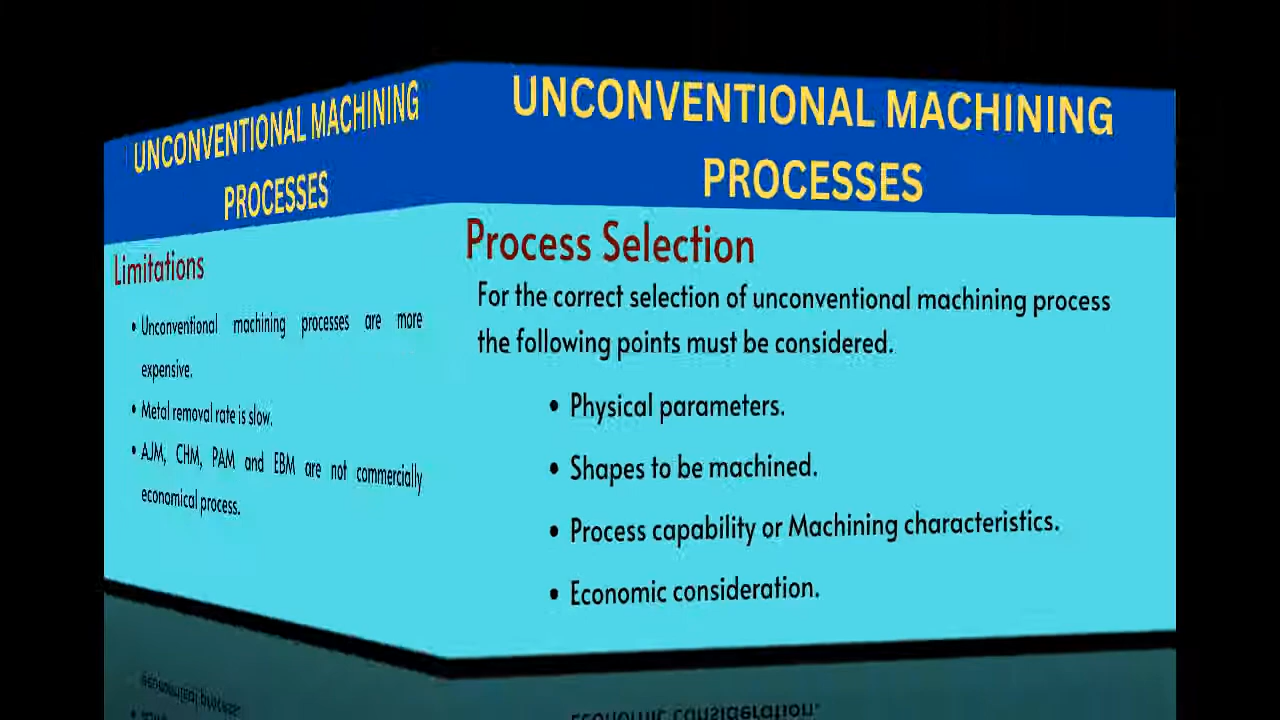 UNCONVENTIONAL MACHINING
PROCESSES
Limitations
• Unconventional machining processes are more
expensive.
• Metal removal rate is slow.
• AJM, CHM, PAM and EBM are not commercially
economical process.
UNCONVENTIONAL MACHINING
PROCESSES
Process Selection
For the correct selection of unconventional machining process
the following points must be considered.
• Physical parameters.
• Shapes to be machined.
• Process capability or Machining characteristics.
• Economic consideration.